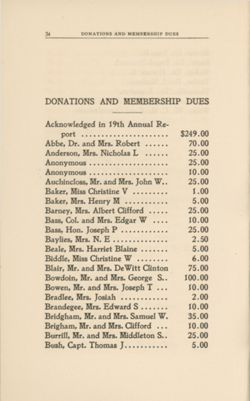 34 DONATIONS AND MEMBERSHIP DUES
DONATIONS AND MEMBERSHIP DUES
Acknowledged in 19th Annual Re-
port ..................... $249.00
Abbe, Dr. and Mrs. Robert ...... 70.00
Anderson, Mrs. Nicholas L ...... 25.00
Anonymous .................... 25.00
Anonymous .................... 10.00
Auchincloss, Mr. and Mrs. John W.. 25.00
Baker, Miss Christine V ........ 1.00
Baker, Mrs. Henry M .......... 5.00
Barney, Mrs. Albert Clifford ..... 25.00
Bass, Col. and Mrs. Edgar W .... 10.00
Bass, Hon. Joseph P ............ 25.00
Baylies, Mrs. N. E .............. 2.50
Beale, Mrs. Harriet Blaine ....... 5.00
Biddle, Miss Christine W ........ 6.00
Blair, Mr. and Mrs. DeWitt Clinton 75.00
Bowdoin, Mr. and Mrs. George S.. 100.00
Bowen, Mr. and Mrs. Joseph T ... 10.00
Bradlee, Mrs. Josiah ............ 2.00
Brandegee, Mrs. Edward S ....... 10.00
Bridgham, Mr. and Mrs. Samuel W. 35.00
Brigham, Mr. and Mrs. Clifford ... 10.00
Burrill, Mr. and Mrs. Middleton S.. 25.00
Bush, Capt. Thomas J........... 5.00